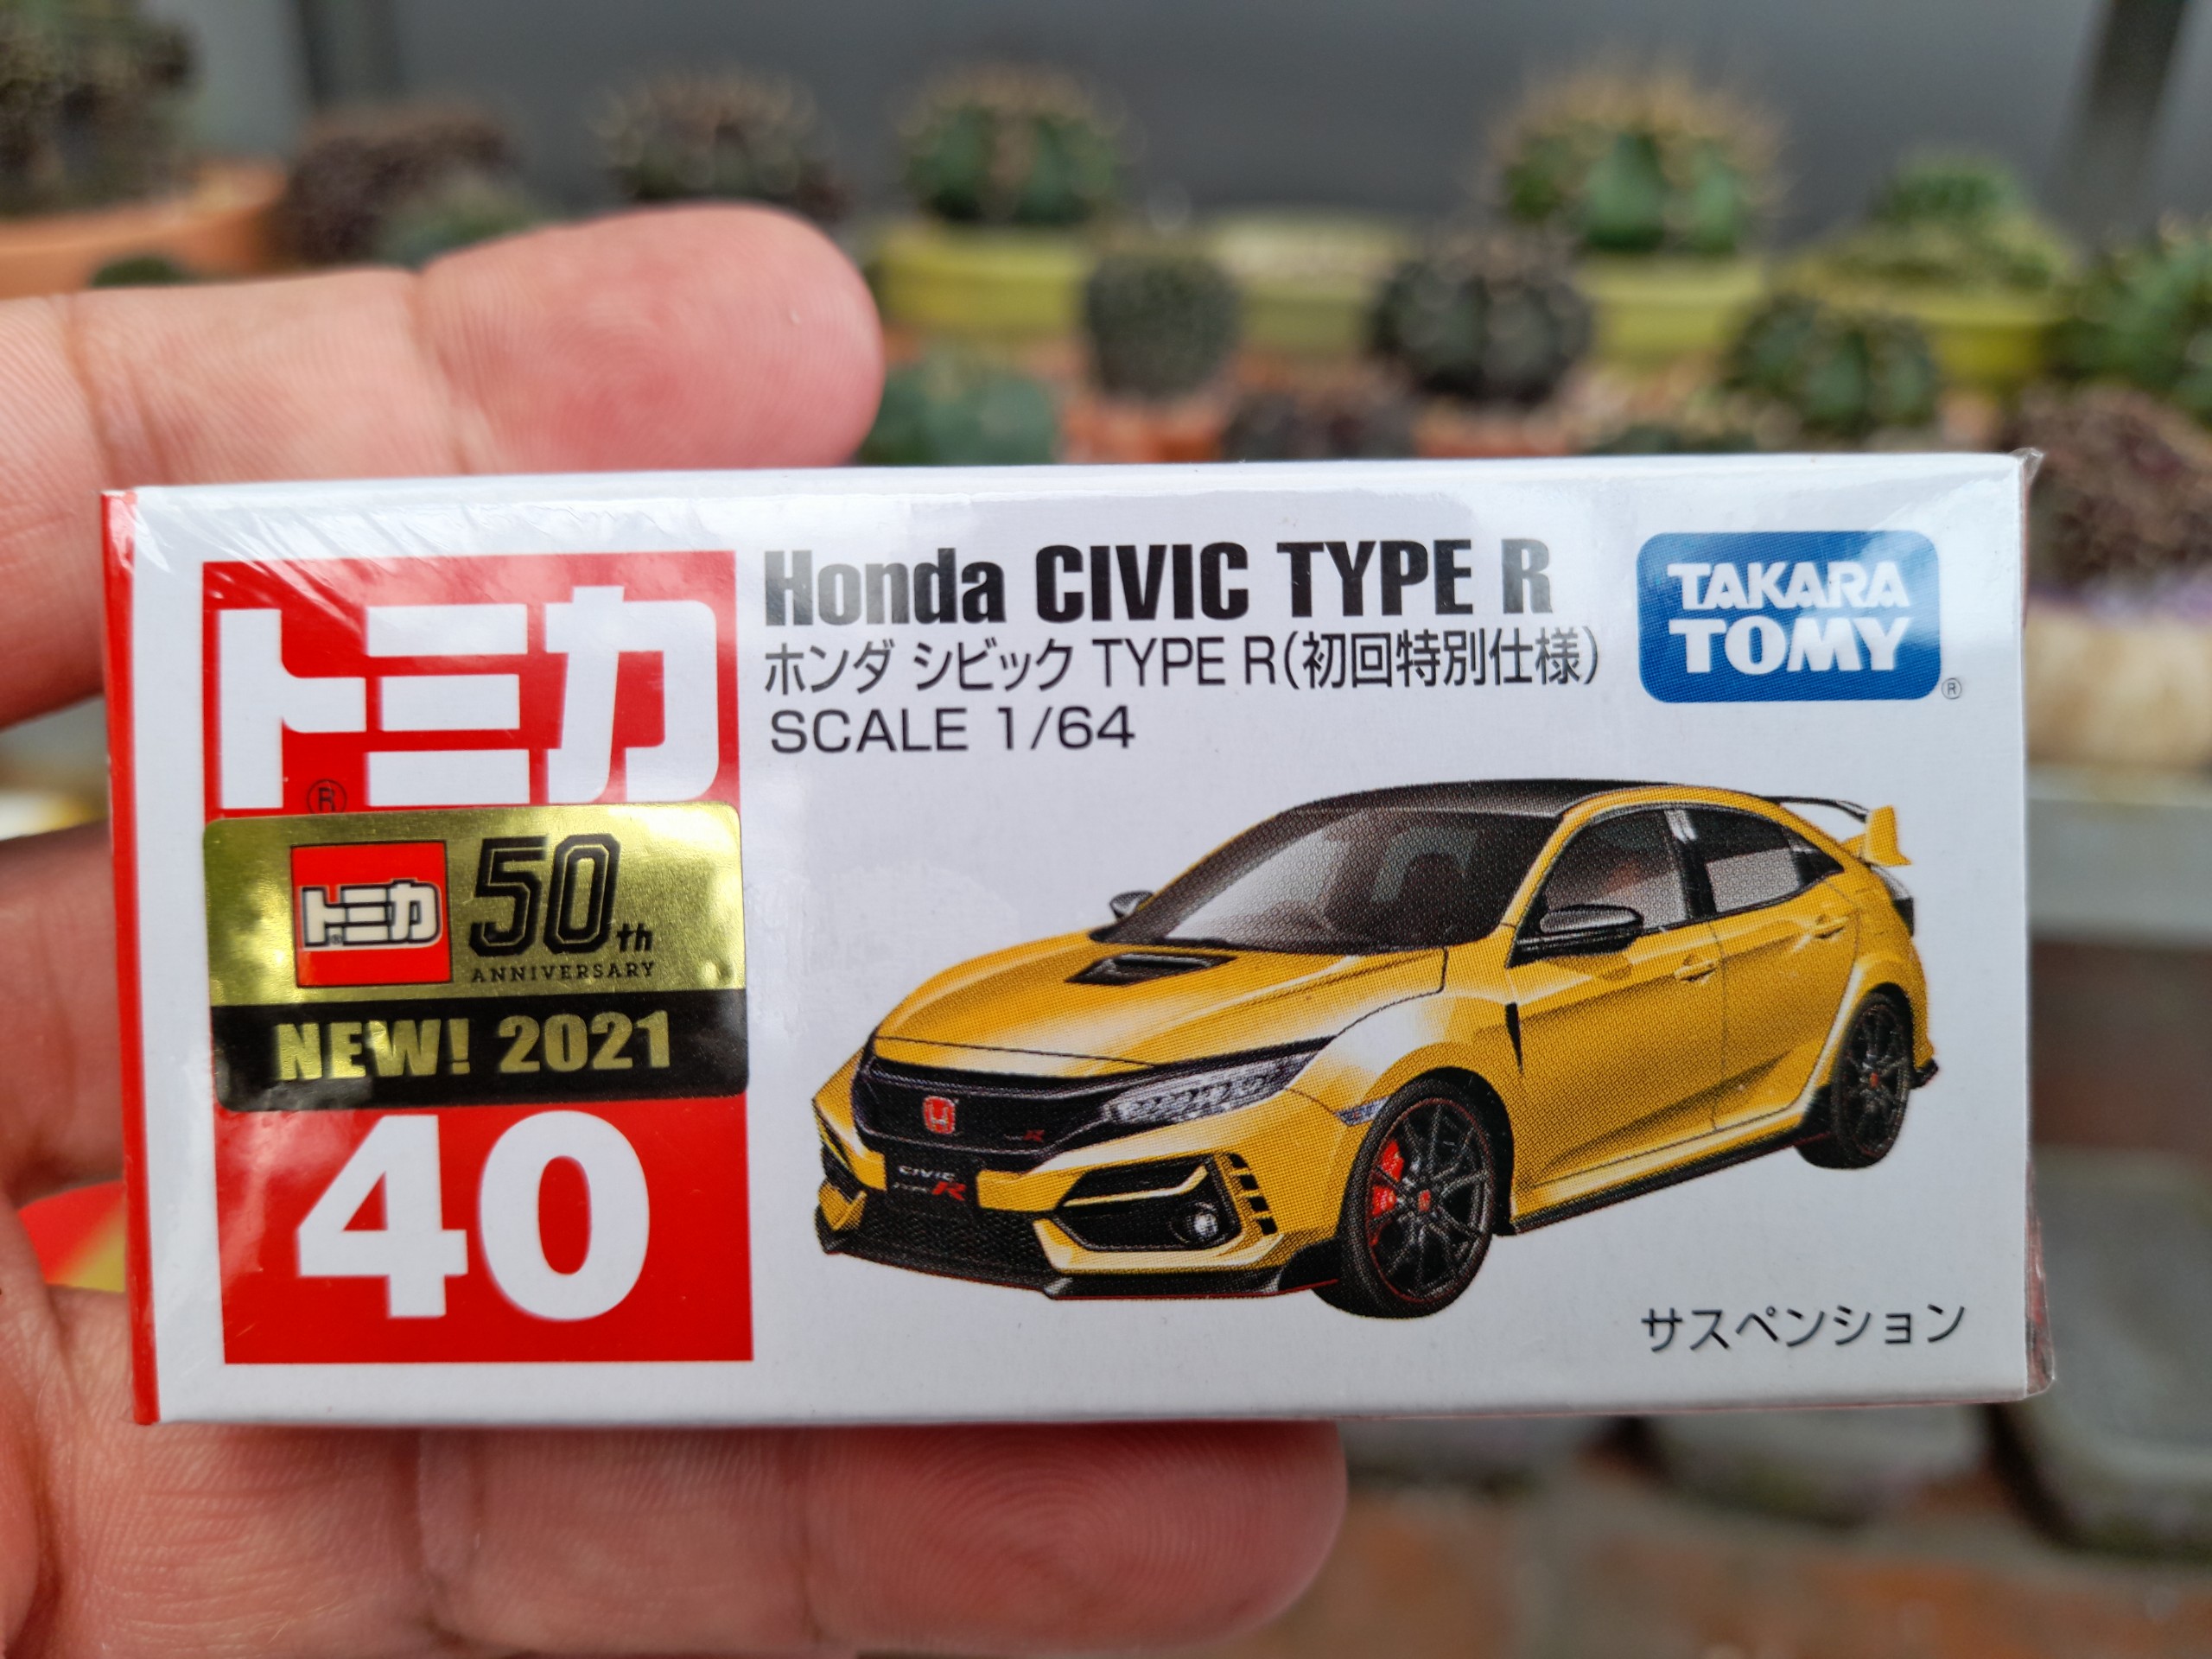 トミカ
®
トミカ
50th
ANNIVERSARY
NEW! 2021
40
Honda CIVIC TYPE R
ホンダ シビック TYPE R(初回特別仕様)
SCALE 1/64
TAKARA
TOMY
®
CIVIC
TYPE R
サスペンション